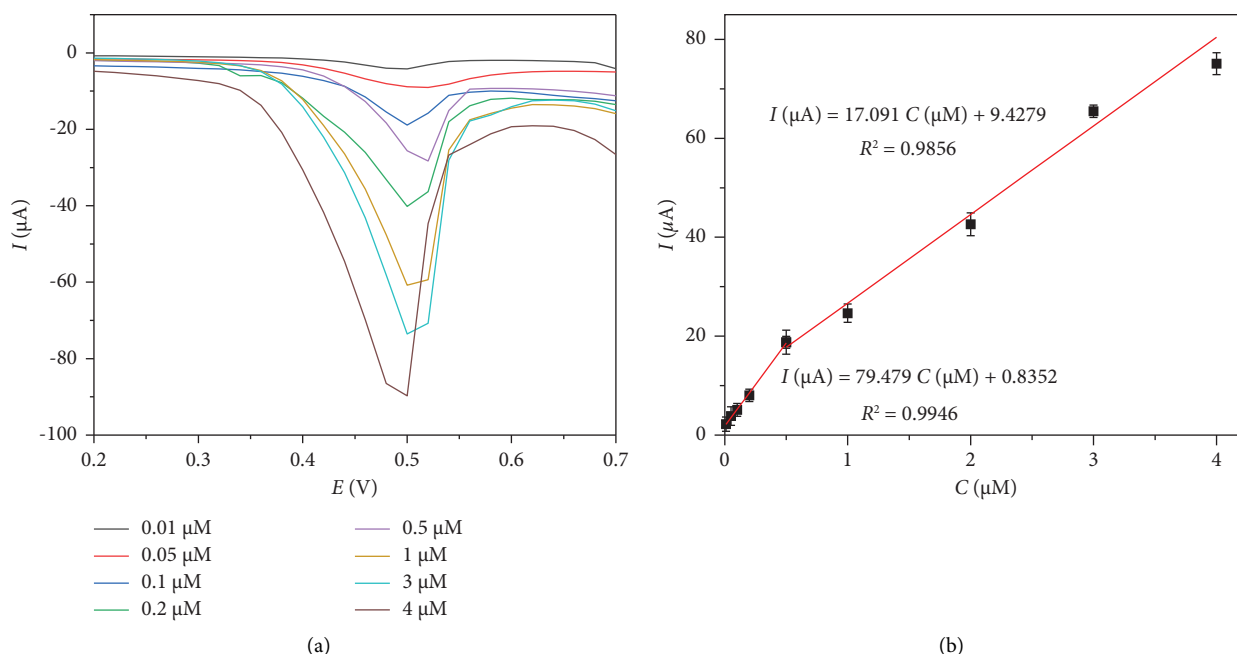 0
-20
-40
-60
-80
-100
I (μA)
0.2 0.3 0.4 0.5 0.6 0.7
E (V)
0.01 μM
0.05 μM
0.1 μM
0.2 μM
0.5 μM
1 μM
3 μM
4 μM
(a)
80
60
40
20
0
I (μA)
I (μA) = 17.091 C (μM) + 9.4279
R² = 0.9856
I (μA) = 79.479 C (μM) + 0.8352
R² = 0.9946
0 1 2 3 4
C (μM)
(b)